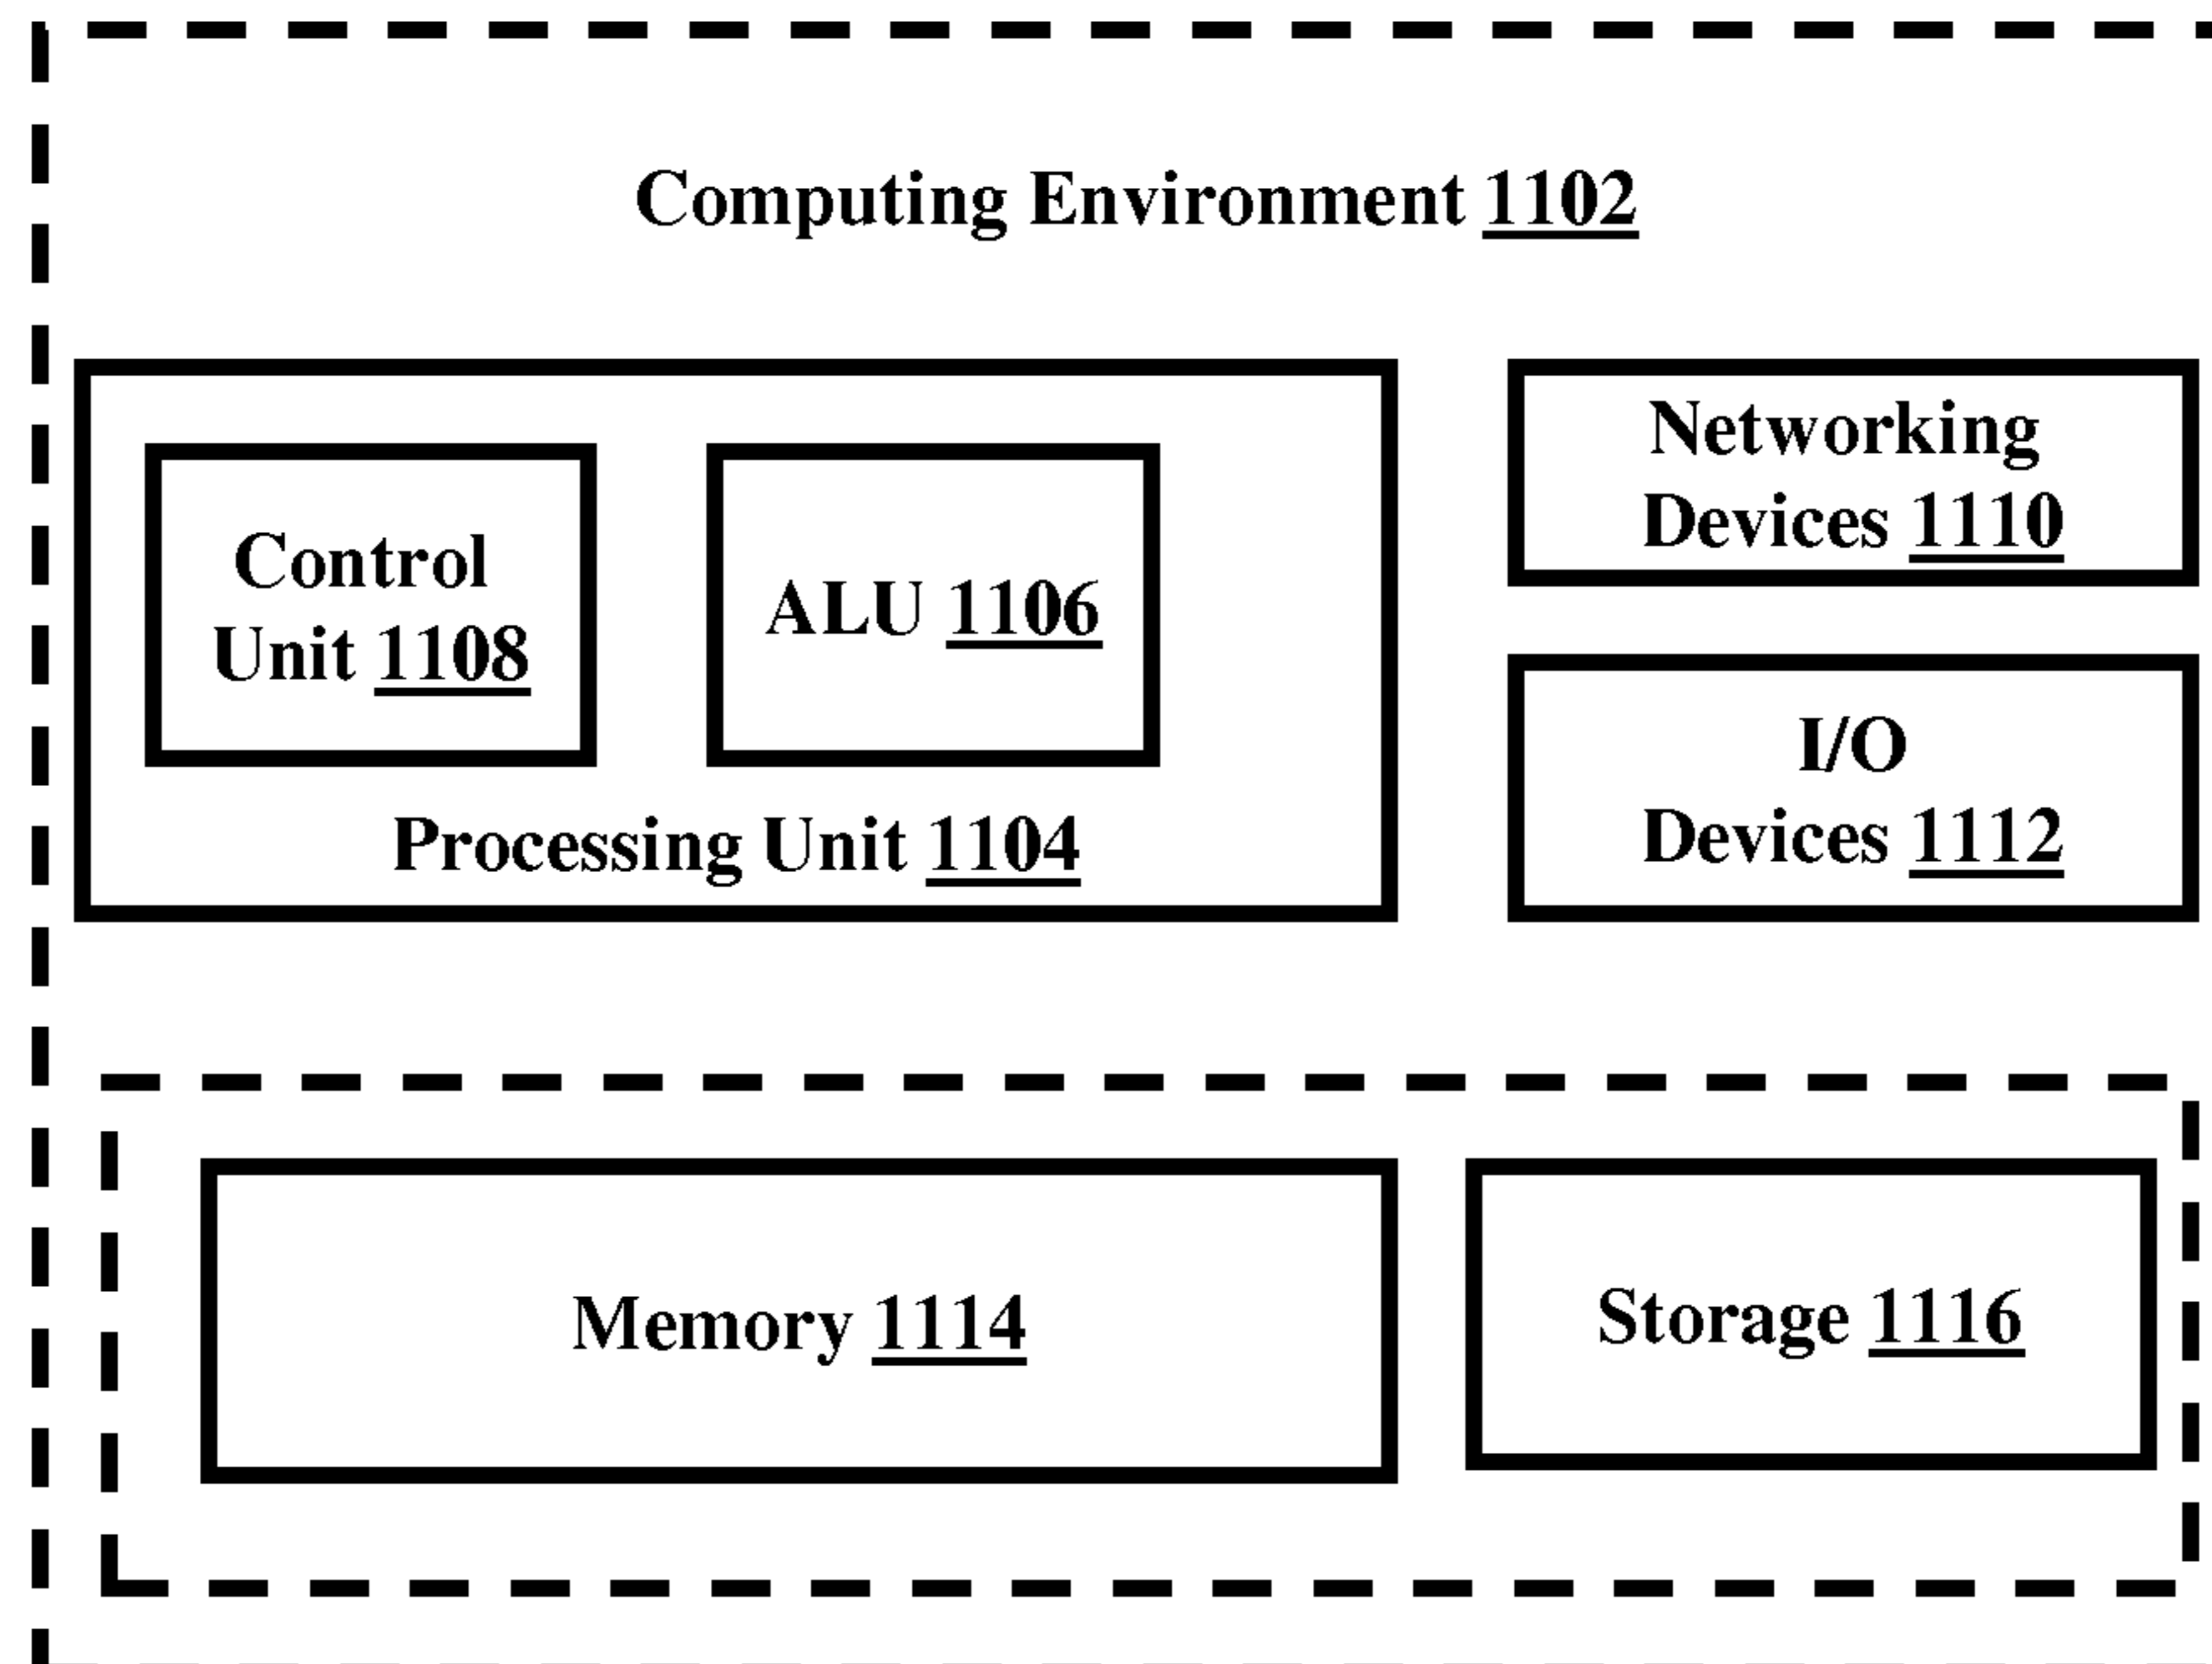 Computing Environment 1102
Control
Unit 1108
ALU 1106
Processing Unit 1104
Networking
Devices 1110
I/O
Devices 1112
Memory 1114
Storage 1116